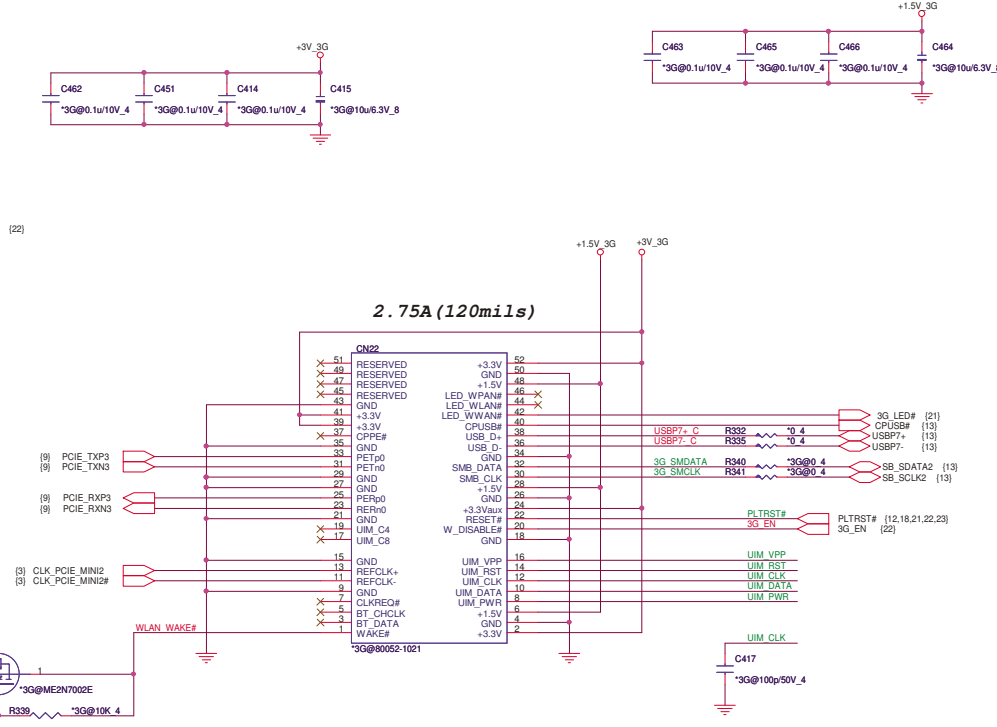 +1.5V_3G
+3V_3G
C462
*3G@0.1u/10V_4
C451
*3G@0.1u/10V_4
C414
*3G@0.1u/10V_4
C415
*3G@10u/6.3V_8
C463
*3G@0.1u/10V_4
C465
*3G@0.1u/10V_4
C466
*3G@0.1u/10V_4
C464
*3G@10u/6.3V_8
{22}
+1.5V_3G
+3V_3G
2.75A(120mils)
CN22
51 RESERVED +3.3V 52
49 RESERVED GND 50
47 RESERVED +1.5V 48
45 RESERVED LED_WPAN# 46
43 GND LED_WLAN# 44
41 +3.3V LED_WWAN# 42 3G_LED# {21}
39 +3.3V CPUSB# 40 CPUSB# {13}
37 CPPE# USB_D+ 38 USBP7+_C R332 *0_4 USBP7+ {13}
35 GND USB_D- 36 USBP7-_C R335 *0_4 USBP7- {13}
{9} PCIE_TXP3 33 PETp0 GND 34
{9} PCIE_TXN3 31 PETn0 SMB_DATA 32 3G_SMDATA R340 *3G@0_4 SB_SDATA2 {13}
29 GND SMB_CLK 30 3G_SMCLK R341 *3G@0_4 SB_SCLK2 {13}
27 GND +1.5V 28
{9} PCIE_RXP3 25 PERp0 GND 26
{9} PCIE_RXN3 23 RERn0 +3.3Vaux 24
21 GND RESET# 22 PLTRST# PLTRST# {12,18,21,22,23}
19 UIM_C4 W_DISABLE# 20 3G_EN 3G_EN {22}
17 UIM_C8 GND 18
15 GND UIM_VPP 16 UIM_VPP
{3} CLK_PCIE_MINI2 13 REFCLK+ UIM_RST 14 UIM_RST
{3} CLK_PCIE_MINI2# 11 REFCLK- UIM_CLK 12 UIM_CLK
9 GND UIM_DATA 10 UIM_DATA
7 CLKREQ# UIM_PWR 8 UIM_PWR
5 BT_CHCLK +1.5V 6
3 BT_DATA GND 4
WLAN_WAKE# 1 WAKE# +3.3V 2
*3G@80052-1021
UIM_CLK
C417
*3G@100p/50V_4
1
*3G@ME2N7002E
R339 *3G@10K_4